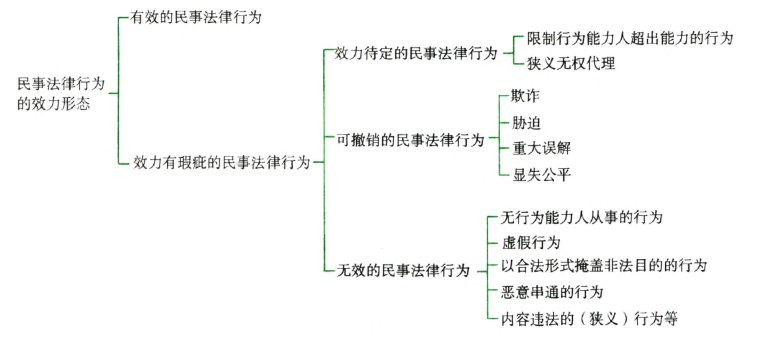 有效的民事法律行为
民事法律行为
的效力形态
效力有瑕疵的民事法律行为
效力待定的民事法律行为
限制行为能力人超出能力的行为
狭义无权代理
可撤销的民事法律行为
欺诈
胁迫
重大误解
显失公平
无效的民事法律行为
无行为能力人从事的行为
虚假行为
以合法形式掩盖非法目的的行为
恶意串通的行为
内容违法的（狭义）行为等